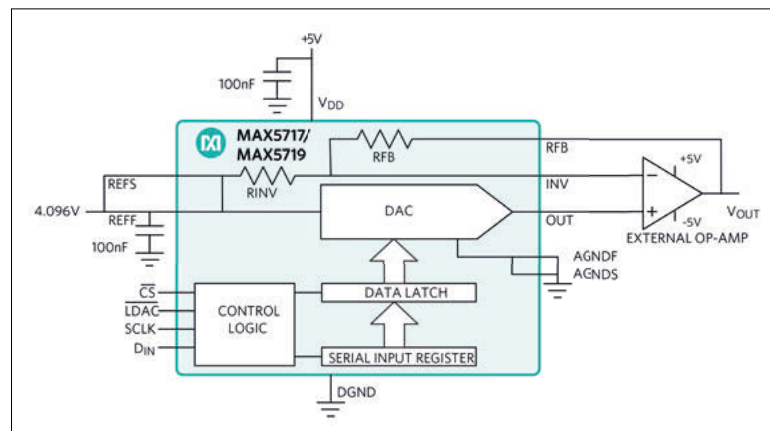 +5V
100nF
VDD
MAX5717/
MAX5719
RFB
RFB
REFS
RINV
INV
+5V
−
4.096V
REFF
DAC
OUT
+
VOUT
-5V
100nF
EXTERNAL OP-AMP
AGNDF
AGNDS
CS
LDAC
SCLK
DIN
CONTROL
LOGIC
DATA LATCH
SERIAL INPUT REGISTER
DGND